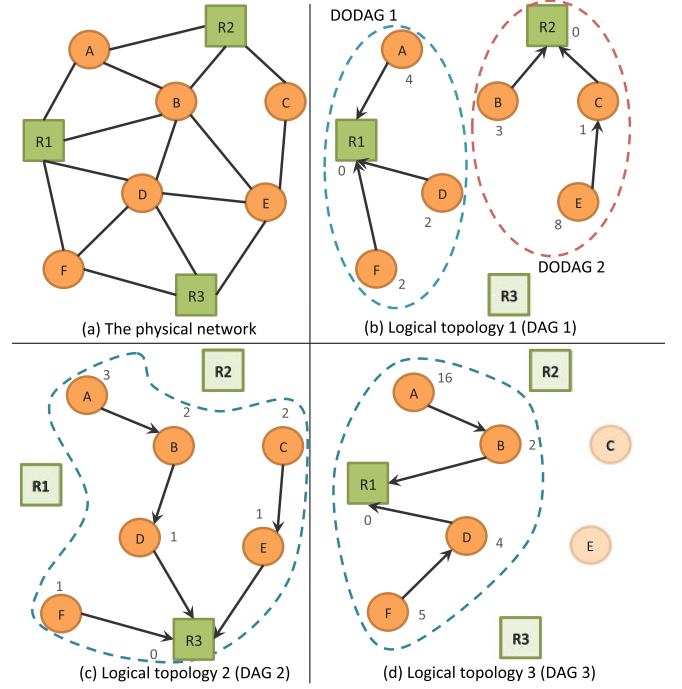 R2
A
B
C
R1
D
E
F
R3
(a) The physical network
DODAG 1
R2
0
A
4
B
3
C
1
R1
0
D
2
E
8
F
2
DODAG 2
R3
(b) Logical topology 1 (DAG 1)
R2
3
A
2
2
B
C
R1
1
D
1
E
1
F
R3
0
(c) Logical topology 2 (DAG 2)
R2
16
A
B
2
C
R1
0
D
4
E
F
5
R3
(d) Logical topology 3 (DAG 3)